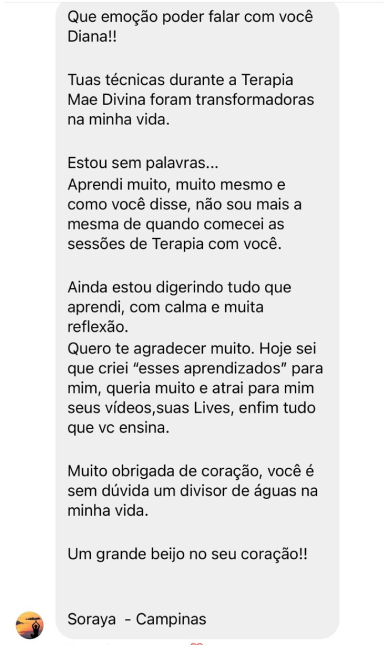 Que emoção poder falar com você
Diana!!
Tuas técnicas durante a Terapia
Mae Divina foram transformadoras
na minha vida.
Estou sem palavras...
Aprendi muito, muito mesmo e
como você disse, não sou mais a
mesma de quando comecei as
sessões de Terapia com você.
Ainda estou digerindo tudo que
aprendi, com calma e muita
reflexão.
Quero te agradecer muito. Hoje sei
que criei “esses aprendizados” para
mim, queria muito e atrai para mim
seus vídeos,suas Lives, enfim tudo
que vc ensina.
Muito obrigada de coração, você é
sem dúvida um divisor de águas na
minha vida.
Um grande beijo no seu coração!!
Soraya  - Campinas